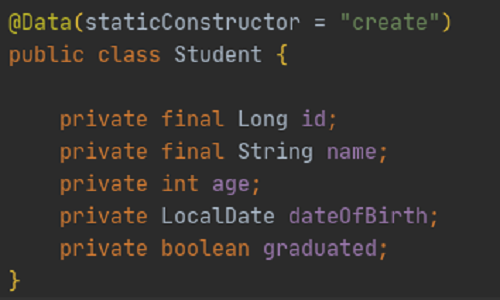 @Data(staticConstructor = "create")
public class Student {
private final Long id;
private final String name;
private int age;
private LocalDate dateOfBirth;
private boolean graduated;
}